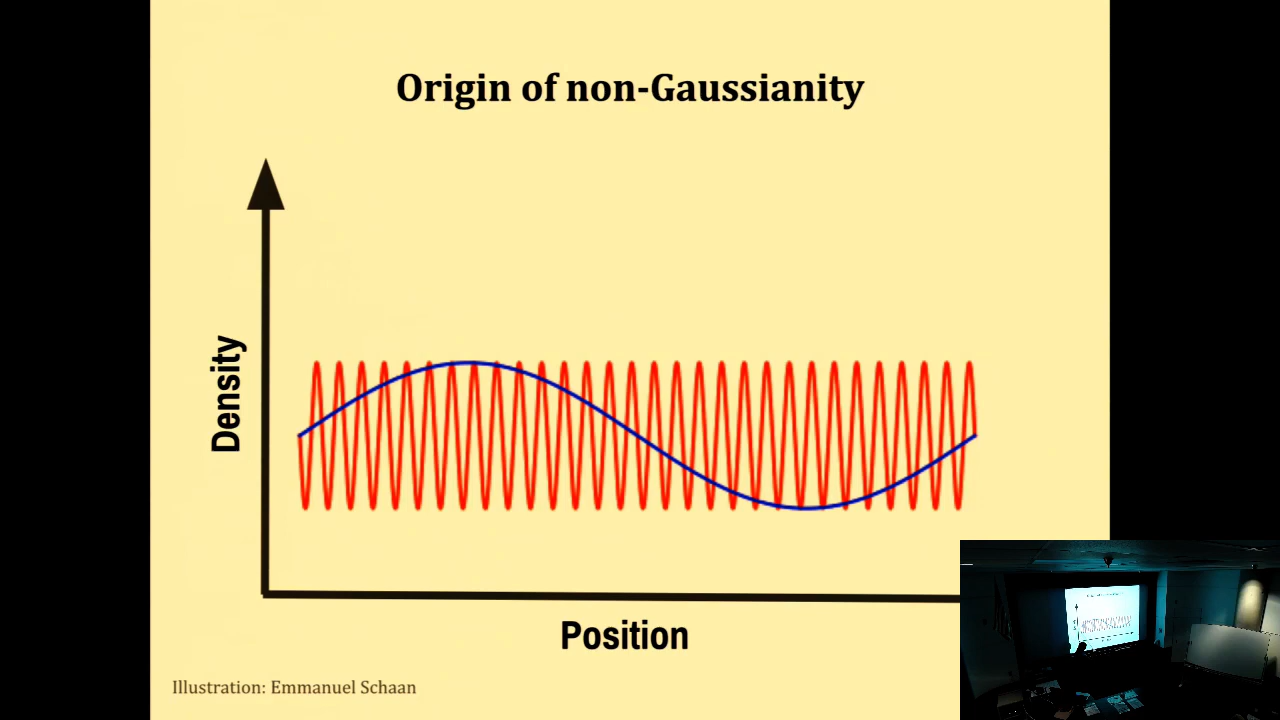 Origin of non-Gaussianity
Density
Position
Illustration: Emmanuel Schaan